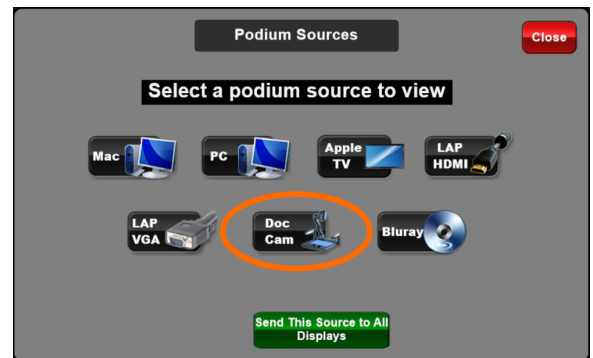 Podium Sources
Close
Select a podium source to view
Mac
PC
Apple
TV
LAP
HDMI
LAP
VGA
Doc
Cam
Bluray
Send This Source to All
Displays